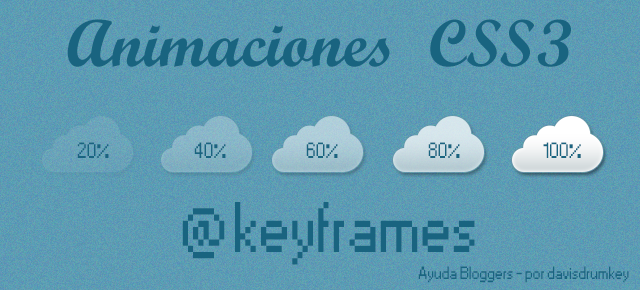 Animaciones CSS3
20% 40% 60% 80% 100%
@keyframes
Ayuda Bloggers - por davisdrumkey